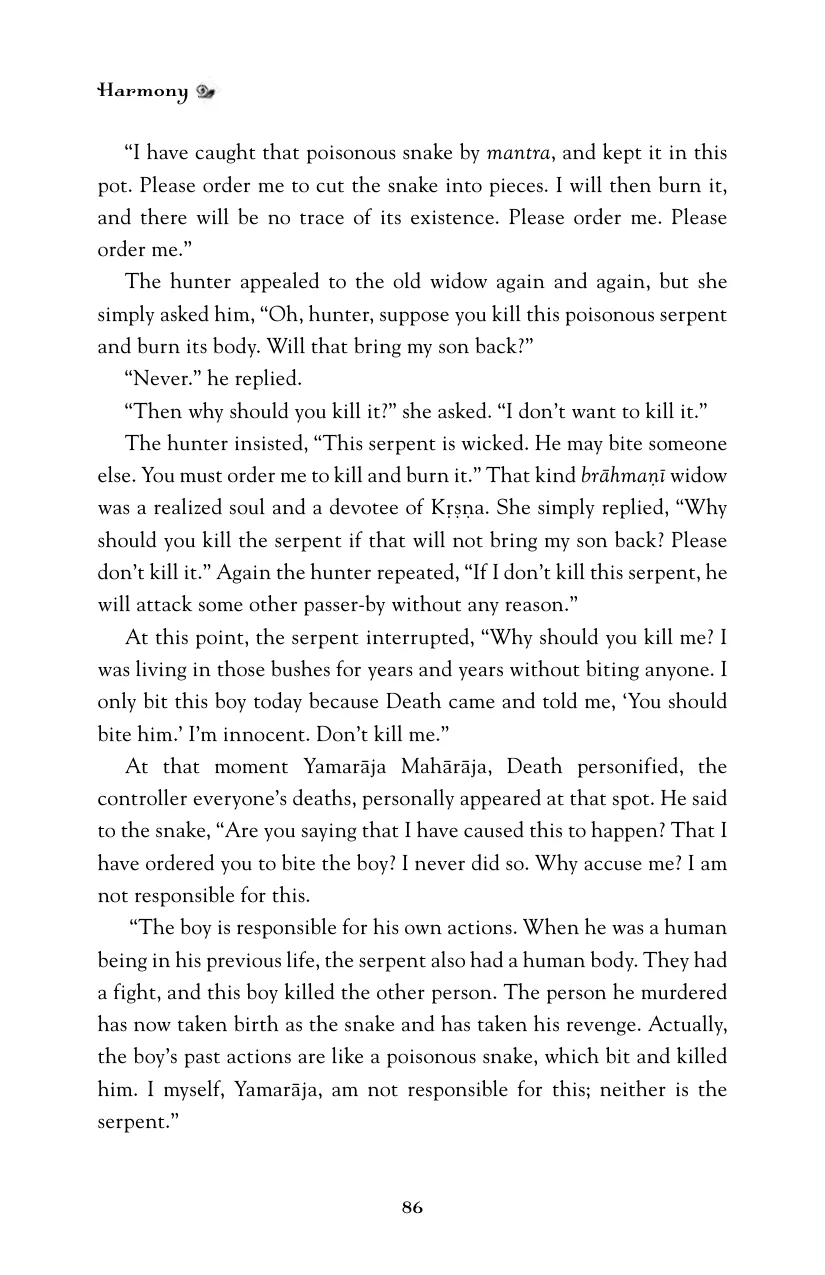 Harmony
“I have caught that poisonous snake by mantra, and kept it in this
pot. Please order me to cut the snake into pieces. I will then burn it,
and there will be no trace of its existence. Please order me. Please
order me.”
The hunter appealed to the old widow again and again, but she
simply asked him, “Oh, hunter, suppose you kill this poisonous serpent
and burn its body. Will that bring my son back?”
“Never.” he replied.
“Then why should you kill it?” she asked. “I don’t want to kill it.”
The hunter insisted, “This serpent is wicked. He may bite someone
else. You must order me to kill and burn it.” That kind brāhmaṇī widow
was a realized soul and a devotee of Kṛṣṇa. She simply replied, “Why
should you kill the serpent if that will not bring my son back? Please
don’t kill it.” Again the hunter repeated, “If I don’t kill this serpent, he
will attack some other passer-by without any reason.”
At this point, the serpent interrupted, “Why should you kill me? I
was living in those bushes for years and years without biting anyone. I
only bit this boy today because Death came and told me, ‘You should
bite him.’ I’m innocent. Don’t kill me.”
At that moment Yamarāja Mahārāja, Death personified, the
controller everyone’s deaths, personally appeared at that spot. He said
to the snake, “Are you saying that I have caused this to happen? That I
have ordered you to bite the boy? I never did so. Why accuse me? I am
not responsible for this.
“The boy is responsible for his own actions. When he was a human
being in his previous life, the serpent also had a human body. They had
a fight, and this boy killed the other person. The person he murdered
has now taken birth as the snake and has taken his revenge. Actually,
the boy’s past actions are like a poisonous snake, which bit and killed
him. I myself, Yamarāja, am not responsible for this; neither is the
serpent.”
86